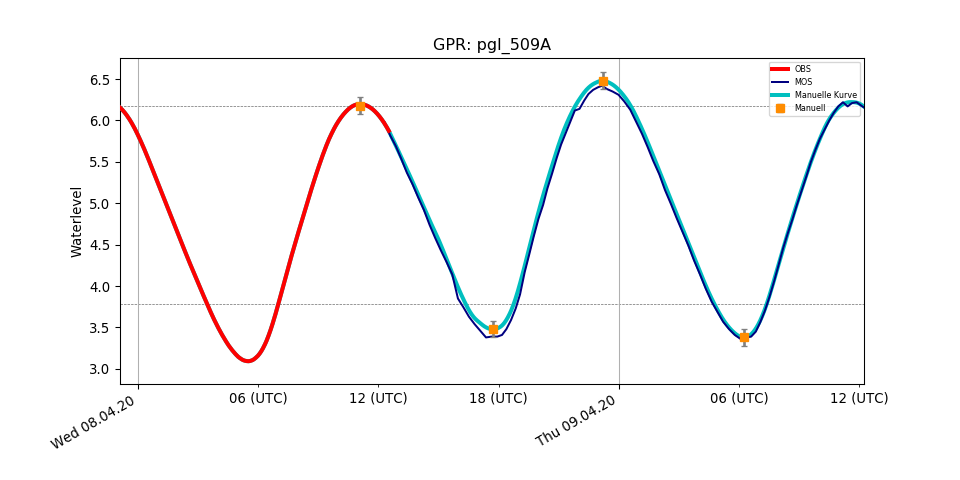 GPR: pgl_509A
Waterlevel
6.5
6.0
5.5
5.0
4.5
4.0
3.5
3.0
OBS
MOS
Manuelle Kurve
Manuell
Wed 08.04.20
06 (UTC)
12 (UTC)
18 (UTC)
Thu 09.04.20
06 (UTC)
12 (UTC)